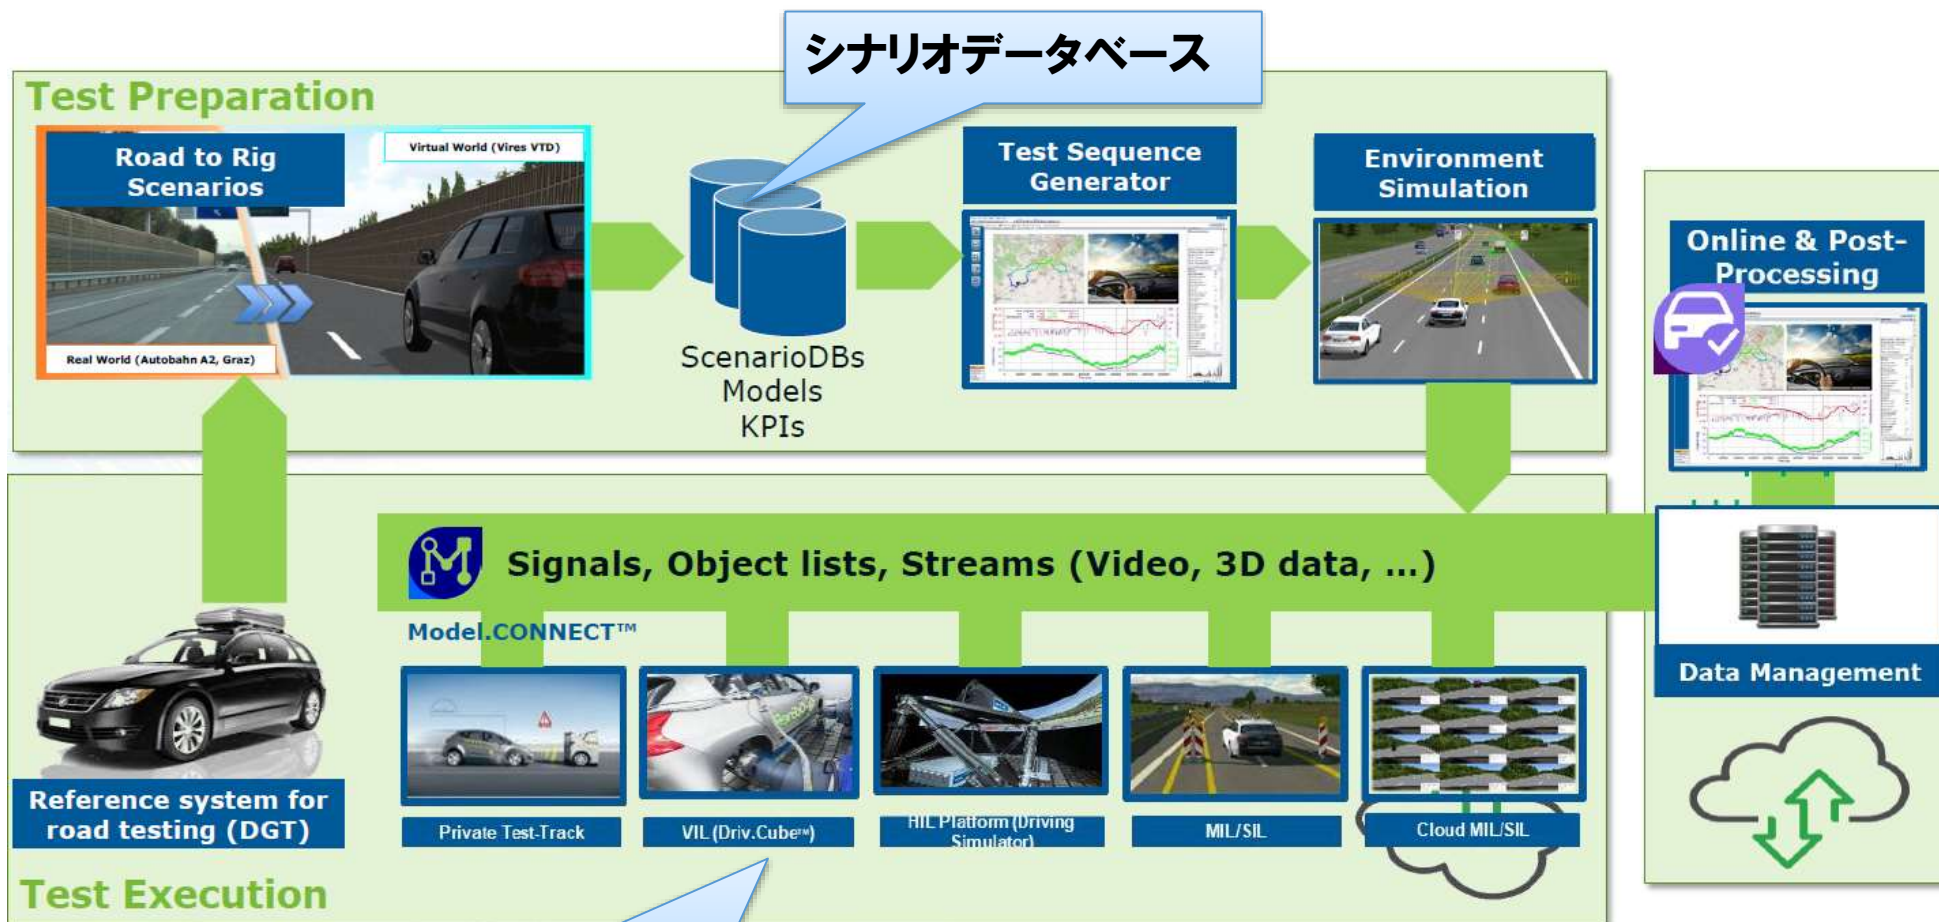 シナリオデータベース
Test Preparation
Road to Rig
Scenarios
Virtual World (Vires VTD)
Real World (Autobahn A2, Graz)
ScenarioDBs
Models
KPIs
Test Sequence
Generator
Environment
Simulation
Online & Post-
Processing
Signals, Object lists, Streams (Video, 3D data, ...)
Model.CONNECT™
Data Management
Reference system for
road testing (DGT)
Private Test-Track
VIL (Driv.Cube™)
HIL Platform (Driving
Simulator)
MIL/SIL
Cloud MIL/SIL
Test Execution